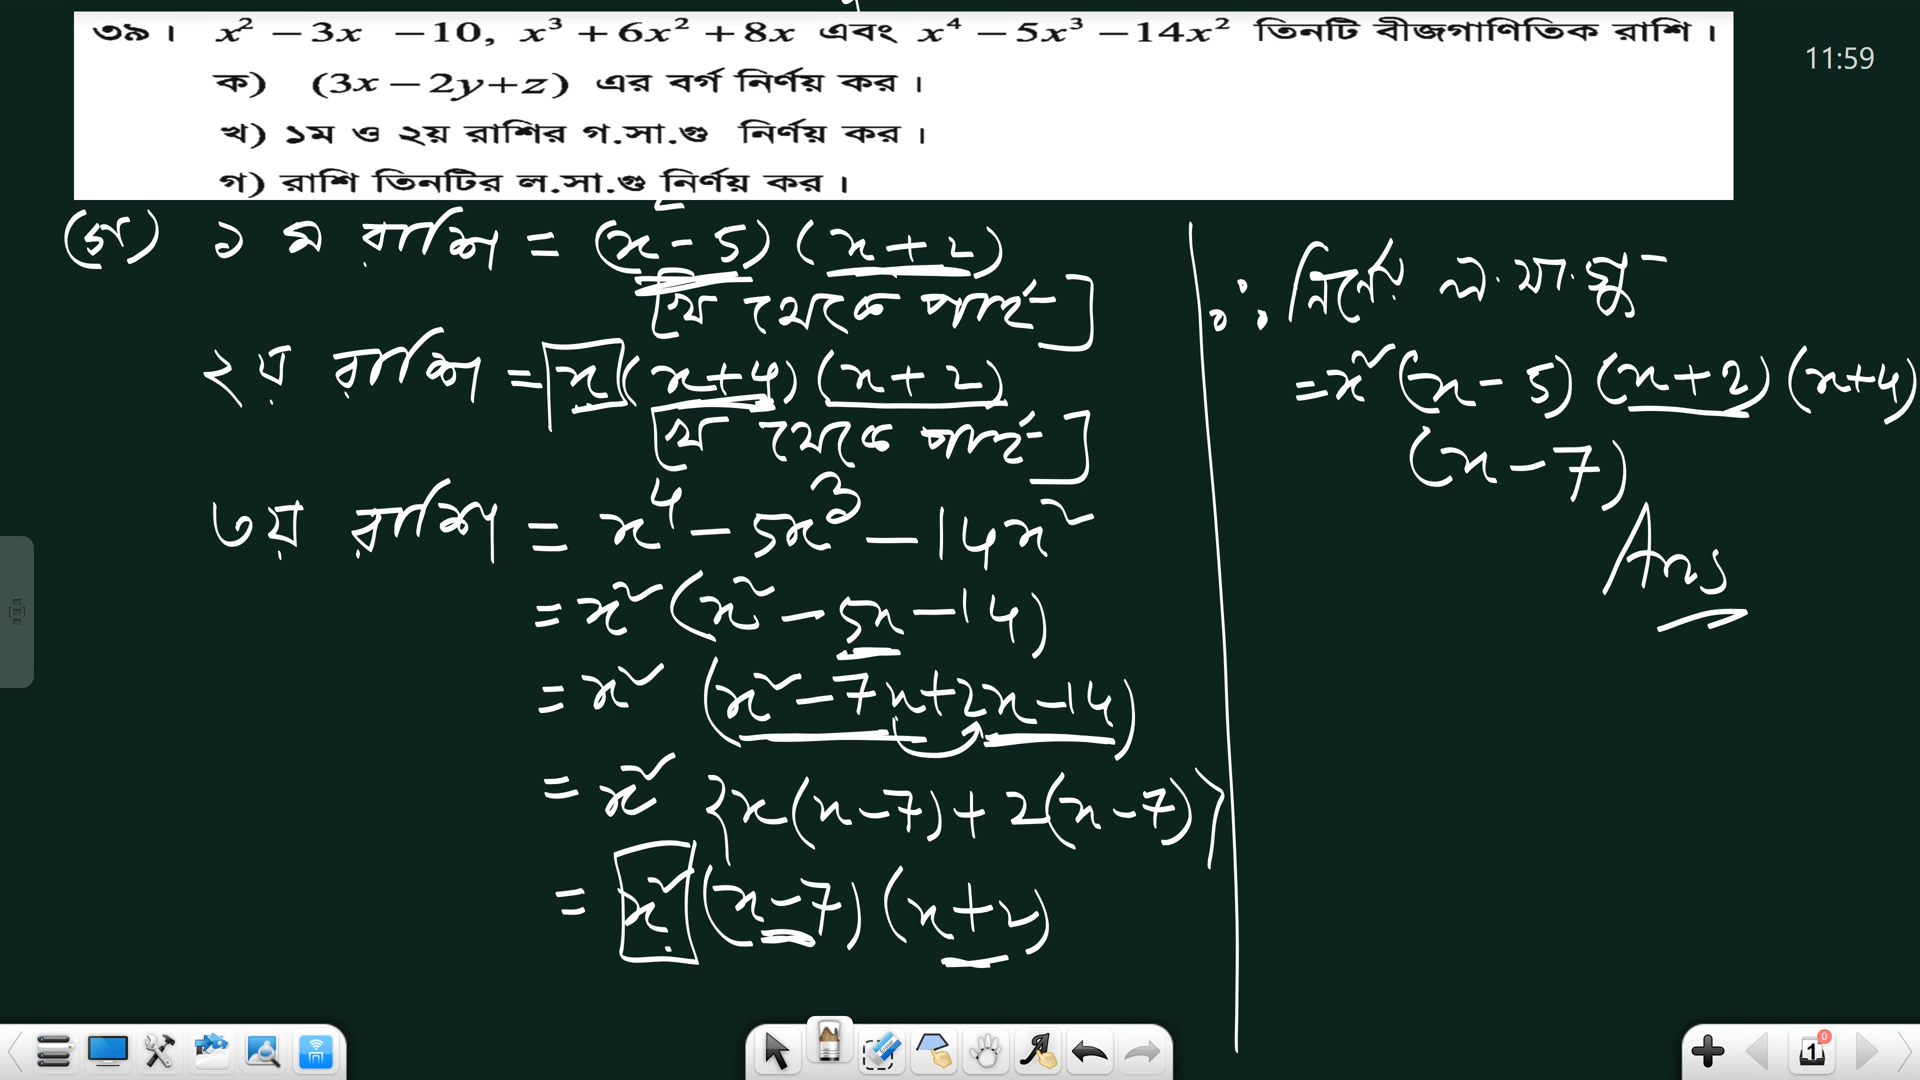 ৩৯। x² − 3x − 10, x³ + 6x² + 8x এবং x⁴ − 5x³ − 14x² তিনটি বীজগাণিতিক রাশি।
ক) (3x − 2y + z) এর বর্গ নির্ণয় কর।
খ) ১ম ও ২য় রাশির গ.সা.গু নির্ণয় কর।
গ) রাশি তিনটির ল.সা.গু নির্ণয় কর।
11:59
(গ) ১ম রাশি = (x − 5) (x + 2)
[খ থেকে পাই]
২য় রাশি = x (x + 4) (x + 2)
[খ থেকে পাই]
৩য় রাশি = x⁴ − 5x³ − 14x²
= x² (x² − 5x − 14)
= x² (x² − 7x + 2x − 14)
= x² {x(x − 7) + 2(x − 7)}
= x² (x − 7) (x + 2)
∴ নির্ণেয় ল.সা.গু
= x² (x − 5) (x + 2) (x + 4)
(x − 7)
Ans
1
0